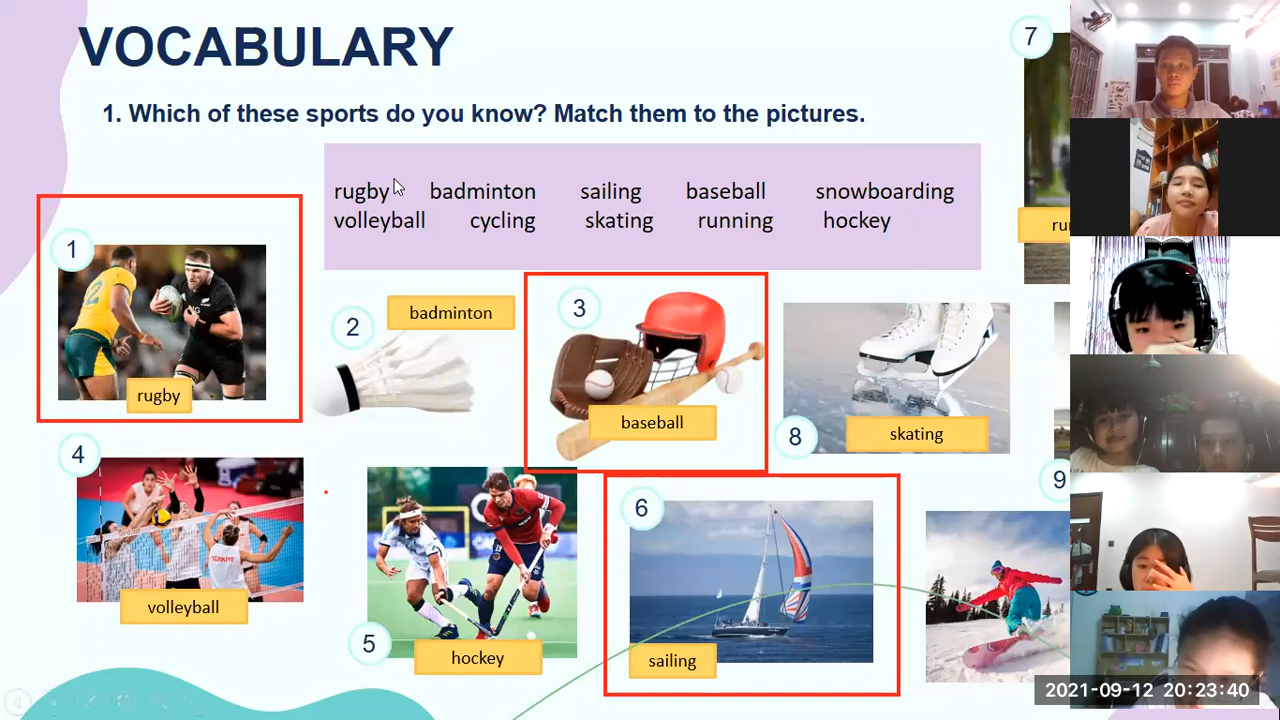 VOCABULARY
1. Which of these sports do you know? Match them to the pictures.
rugby badminton sailing baseball snowboarding
volleyball cycling skating running hockey
1
rugby
2
badminton
3
baseball
8
skating
7
4
volleyball
5
hockey
6
sailing
9
2021-09-12 20:23:40